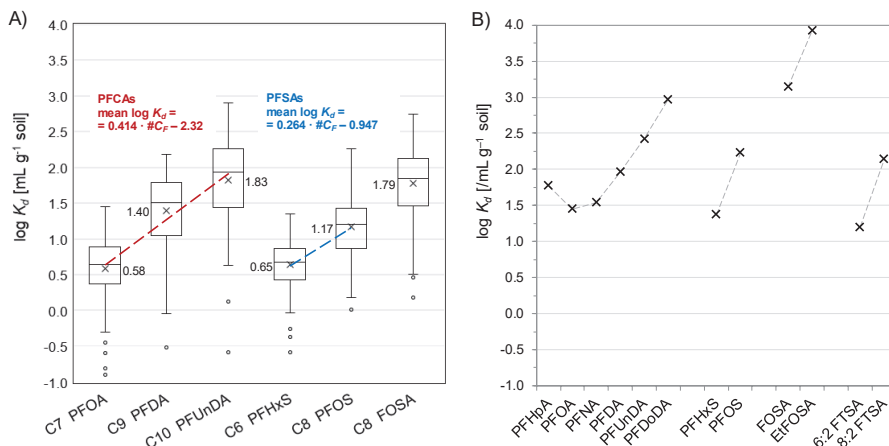 A)
log Kd [mL g⁻¹ soil]
4.0
3.5
3.0
2.5
2.0
1.5
1.0
0.5
0.0
-0.5
-1.0
PFCAs
mean log Kd =
= 0.414 · #CF – 2.32
PFSAs
mean log Kd =
= 0.264 · #CF – 0.947
0.58
1.40
1.83
0.65
1.17
1.79
C7 PFOA
C9 PFDA
C10 PFUnDA
C6 PFHxS
C8 PFOS
C8 FOSA
B)
log Kd [/mL g⁻¹ soil]
4.0
3.5
3.0
2.5
2.0
1.5
1.0
0.5
0.0
-0.5
-1.0
PFHpA
PFOA
PFNA
PFDA
PFUnDA
PFDoDA
PFHxS
PFOS
FOSA
EtFOSA
6:2 FTSA
8:2 FTSA